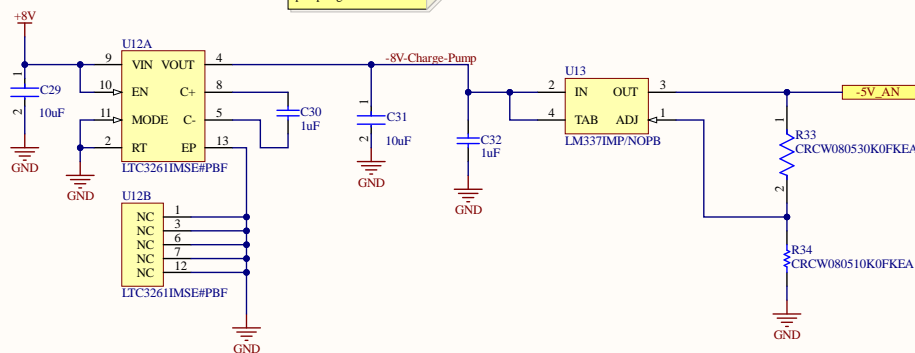 +8V
U12A
9 VIN VOUT 4
10 EN C+ 8
11 MODE C- 5
2 RT EP 13
LTC3261IMSE#PBF
1
C29
10uF
2
GND
GND
C30
1uF
-8V-Charge-Pump
1
C31
10uF
2
GND
C32
1uF
GND
U13
2 IN OUT 3
4 TAB ADJ 1
LM337IMP/NOPB
-5V_AN
1
R33
CRCW080530K0FKEA
2
R34
CRCW080510K0FKEA
GND
U12B
NC 1
NC 3
NC 6
NC 7
NC 12
LTC3261IMSE#PBF
GND